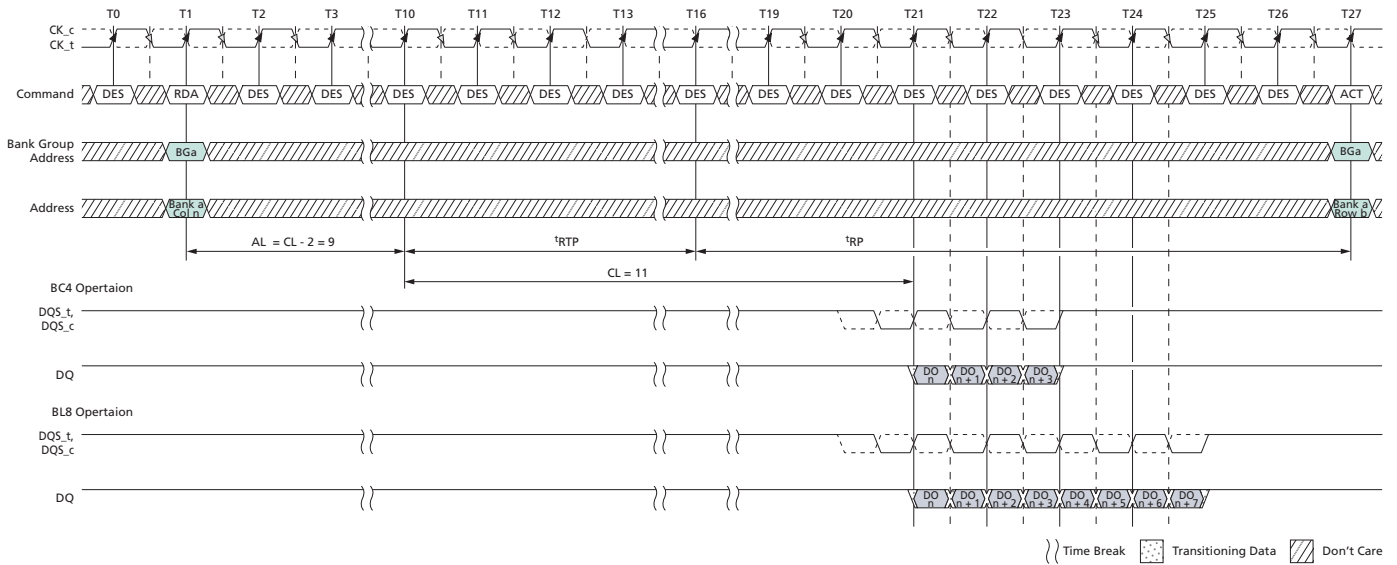 T0 T1 T2 T3 T10 T11 T12 T13 T16 T19 T20 T21 T22 T23 T24 T25 T26 T27
CK_c
CK_t
Command DES RDA DES DES DES DES DES DES DES DES DES DES DES DES DES DES DES ACT
Bank Group
Address BGa BGa
Address Bank a
Col n Bank a
Row b
AL = CL - 2 = 9 tRTP tRP
CL = 11
BC4 Opertaion
DQS_t,
DQS_c
DQ DO
n DO
n + 1 DO
n + 2 DO
n + 3
BL8 Opertaion
DQS_t,
DQS_c
DQ DO
n DO
n + 1 DO
n + 2 DO
n + 3 DO
n + 4 DO
n + 5 DO
n + 6 DO
n + 7
Time Break Transitioning Data Don't Care